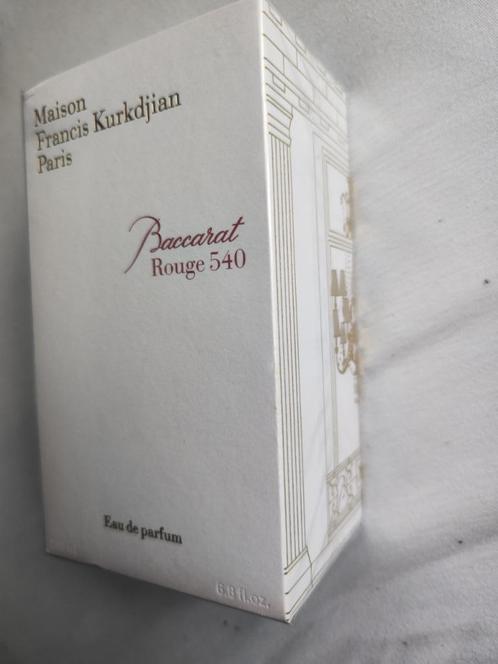 Maison
Francis Kurkdjian
Paris
Baccarat
Rouge 540
Eau de parfum
6.8 fl.oz.